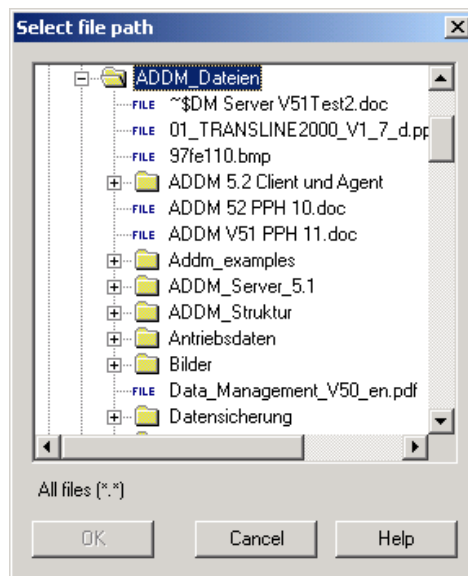 Select file path
ADDM_Dateien
FILE ~$DM Server V51Test2.doc
FILE 01_TRANSLINE2000_V1_7_d.pp
FILE 97fe110.bmp
ADDM 5.2 Client und Agent
FILE ADDM 52 PPH 10.doc
FILE ADDM V51 PPH 11.doc
Addm_examples
ADDM_Server_5.1
ADDM_Struktur
Antriebsdaten
Bilder
FILE Data_Management_V50_en.pdf
Datensicherung
All files (*.*)
OK Cancel Help